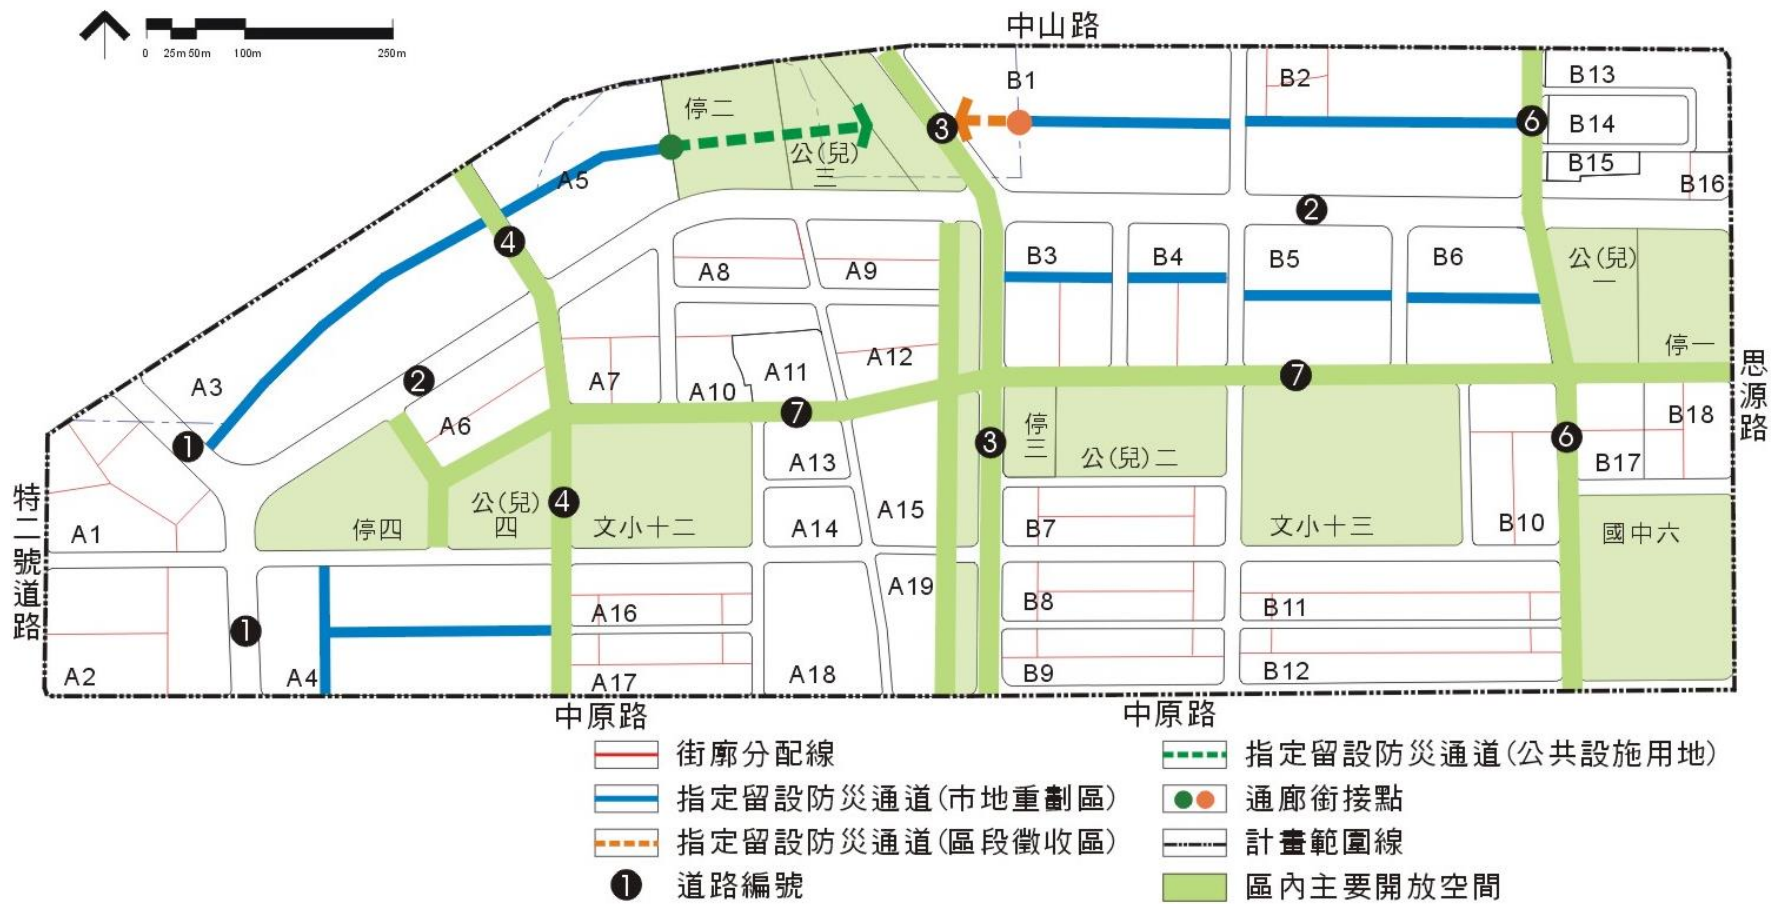 中山路
0 25m 50m 100m 250m
B1
B2
B13
停二
③
⑥
B14
公(兒)
三
B15
A5
B16
②
④
B3
B4
B5
B6
公(兒)
一
A8
A9
停一
A3
②
A7
A10
A11
A12
⑦
思源路
A6
⑦
停三
B18
①
③
⑥
A13
公(兒)二
B17
特二號道路
A1
停四
公(兒)
四
④
文小十二
A14
A15
B7
文小十三
B10
國中六
A16
A19
B8
B11
①
A2
A4
A17
A18
B9
B12
中原路
中原路
街廓分配線
指定留設防災通道(公共設施用地)
指定留設防災通道(市地重劃區)
通廊銜接點
指定留設防災通道(區段徵收區)
計畫範圍線
① 道路編號
區內主要開放空間